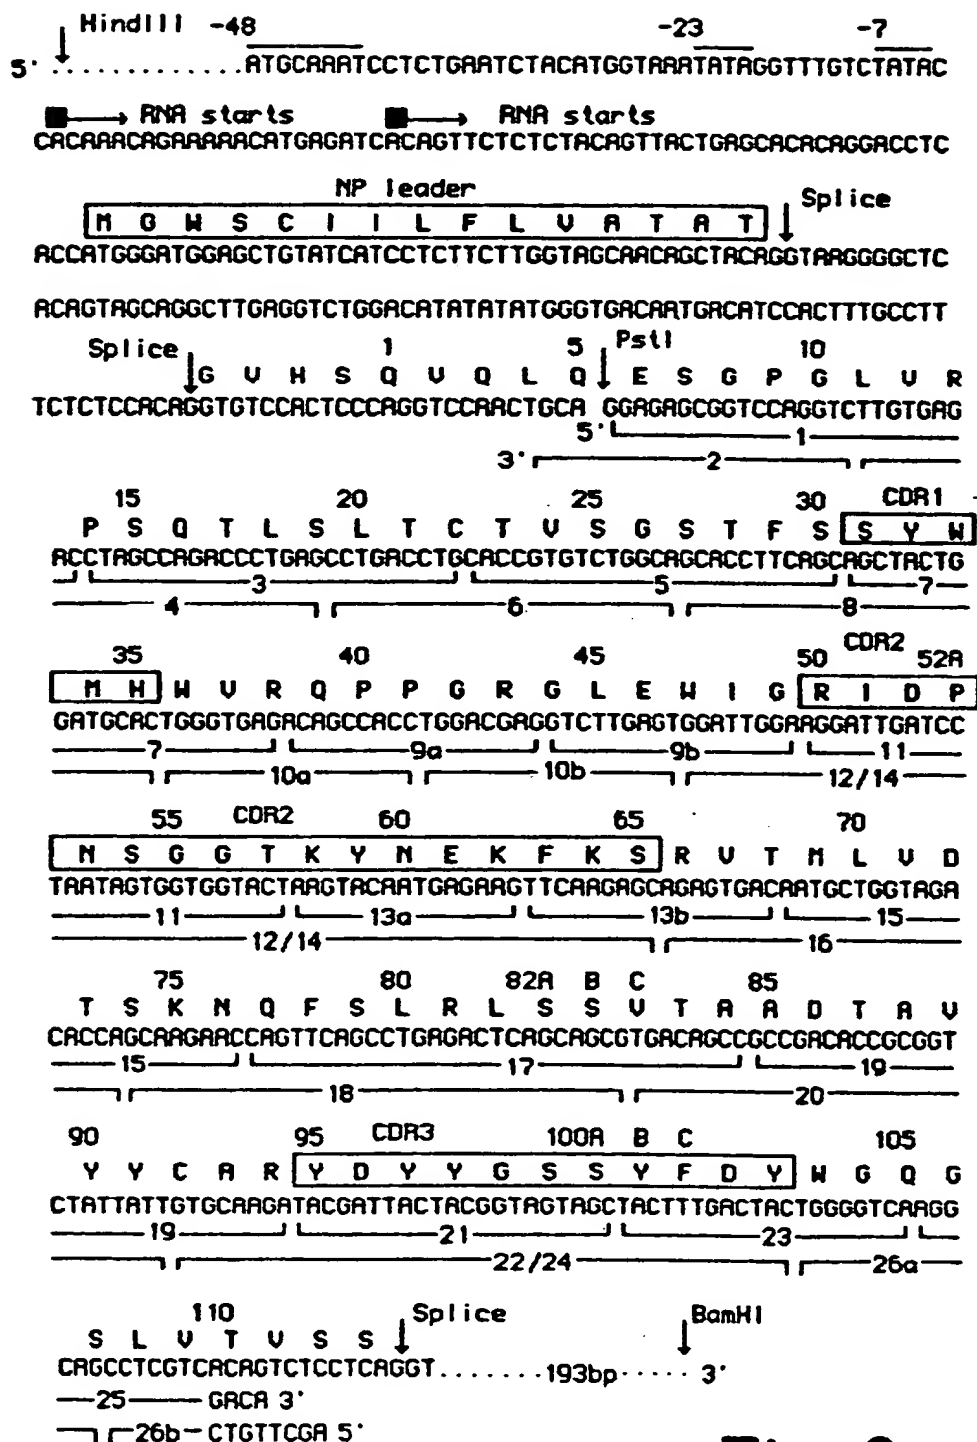 HindIII -48 -23 -7
5' .............ATGCAAATCCTCTGAATCTACATGGTAAATATAGGTTTGTCTATAC
RNA starts RNA starts
CACAAACAGAAAAACATGAGATCACAGTTCTCTCTACAGTTACTGAGCACACAGGACCTC
NP leader Splice
M G W S C I I L F L V A T A T
ACCATGGGATGGAGCTGTATCATCCTCTTCTTGGTAGCAACAGCTACAGGTAAGGGGCTC
ACAGTAGCAGGCTTGAGGTCTGGACATATATATGGGTGACAATGACATCCACTTTGCCTT
Splice 1 5 PstI 10
G V H S Q V Q L Q E S G P G L V R
TCTCTCCACAGGTGTCCACTCCCAGGTCCAACTGCA GGAGAGCGGTCCAGGTCTTGTGAG
5' 1
3' 2
15 20 25 30 CDR1
P S Q T L S L T C T V S G S T F S S Y W
ACCTAGCCAGACCCTGAGCCTGACCTGCACCGTGTCTGGCAGCACCTTCAGCAGCTACTG
3 5 7
4 6 8
35 40 45 50 CDR2 52A
M H W V R Q P P G R G L E W I G R I D P
GATGCACTGGGTGAGACAGCCACCTGGACGAGGTCTTGAGTGGATTGGAAGGATTGATCC
7 9a 9b 11
10a 10b 12/14
55 CDR2 60 65 70
N S G G T K Y N E K F K S R V T M L V D
TAATAGTGGTGGTACTAAGTACAATGAGAAGTTCAAGAGCAGAGTGACAATGCTGGTAGA
11 13a 13b 15
12/14 16
75 80 82A B C 85
T S K N Q F S L R L S S V T A A D T A V
CACCAGCAAGAACCAGTTCAGCCTGAGACTCAGCAGCGTGACAGCCGCCGACACCGCGGT
15 17 19
18 20
90 95 CDR3 100A B C 105
Y Y C A R Y D Y Y G S S Y F D Y W G Q G
CTATTATTGTGCAAGATACGATTACTACGGTAGTAGCTACTTTGACTACTGGGGTCAAGG
19 21 23
22/24 26a
110 Splice BamHI
S L V T V S S
CAGCCTCGTCACAGTCTCCTCAGGT.......193bp...... 3'
25 GACA 3'
26b CTGTTCGA 5'